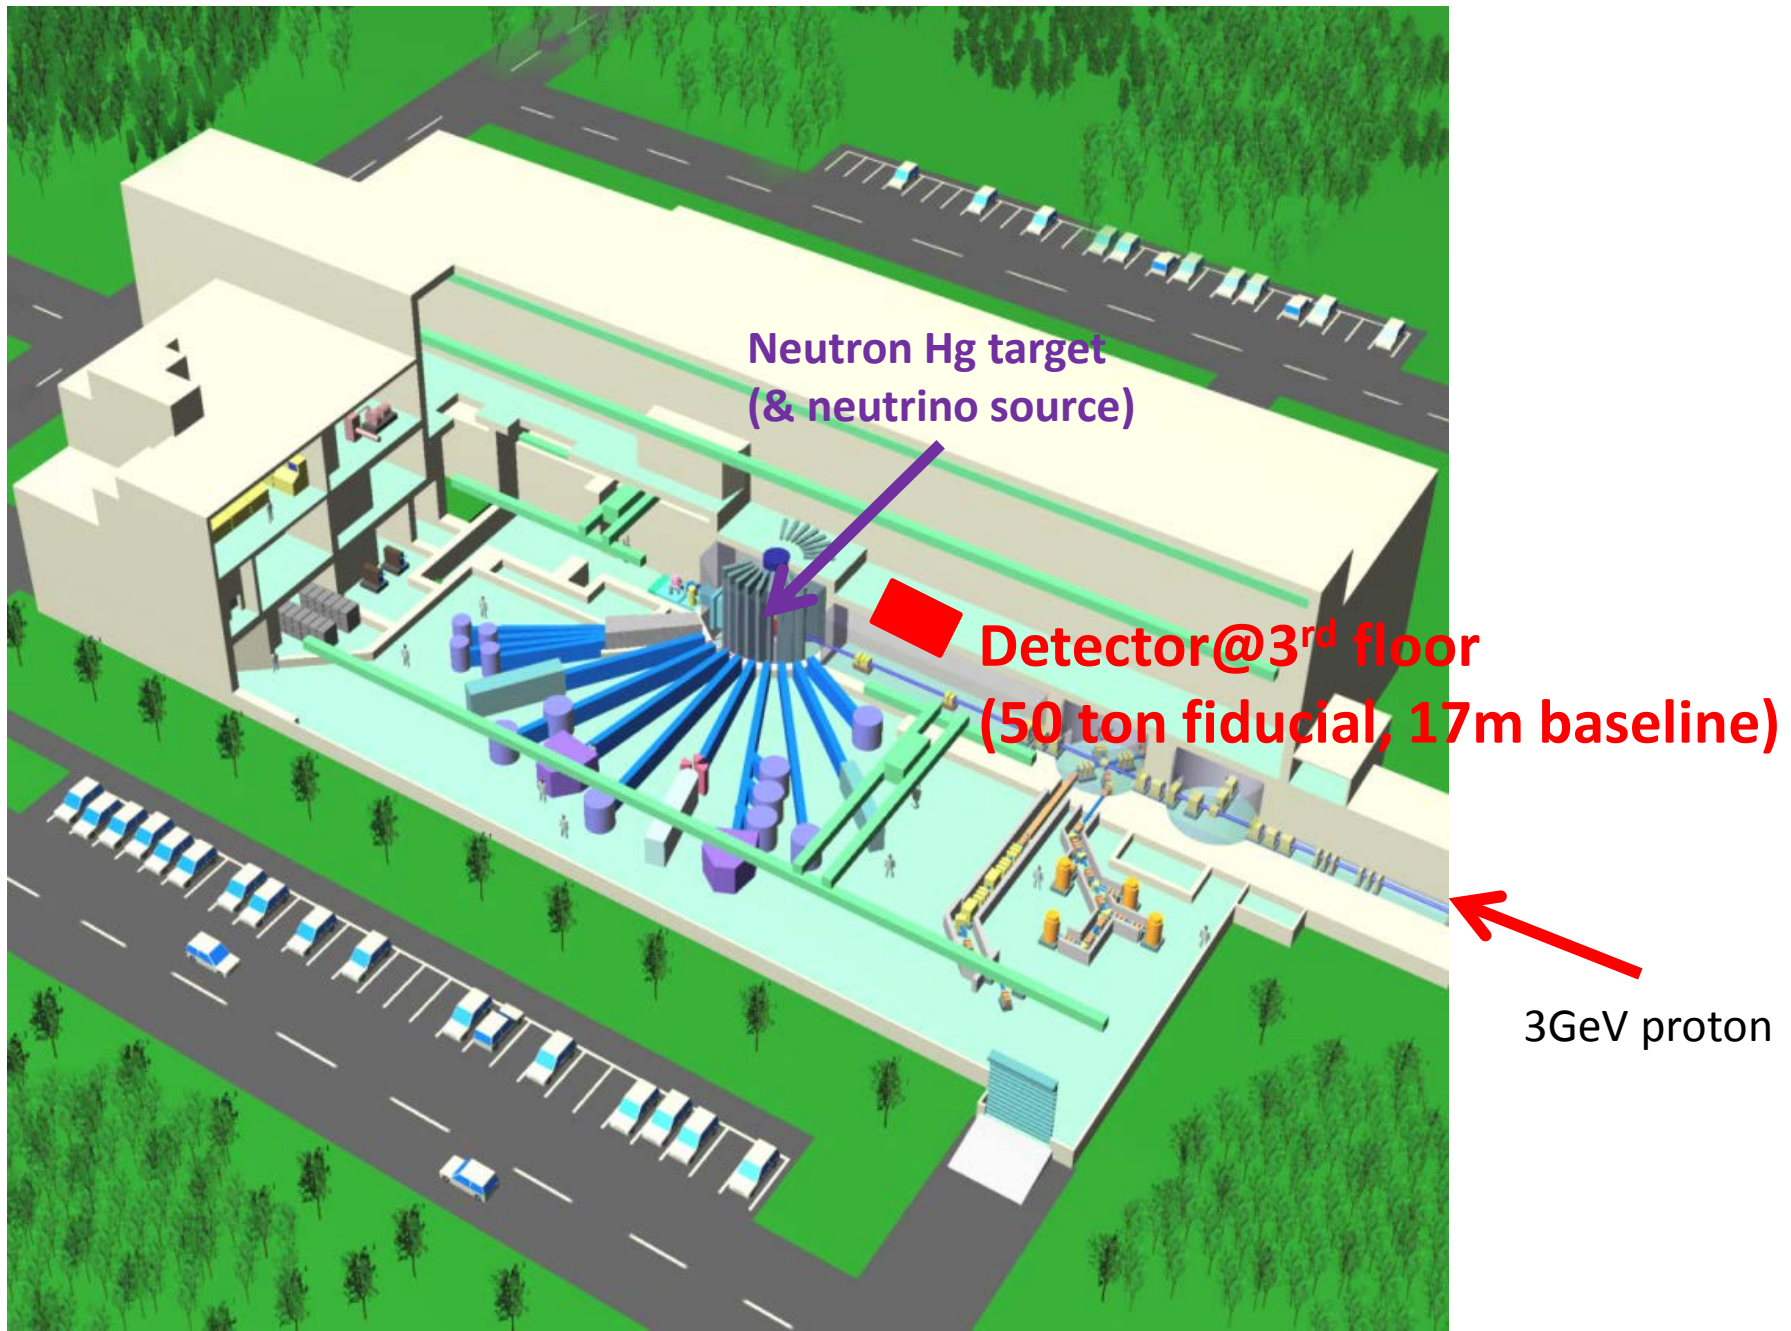 Neutron Hg target
(& neutrino source)
Detector@3rd floor
(50 ton fiducial, 17m baseline)
3GeV proton